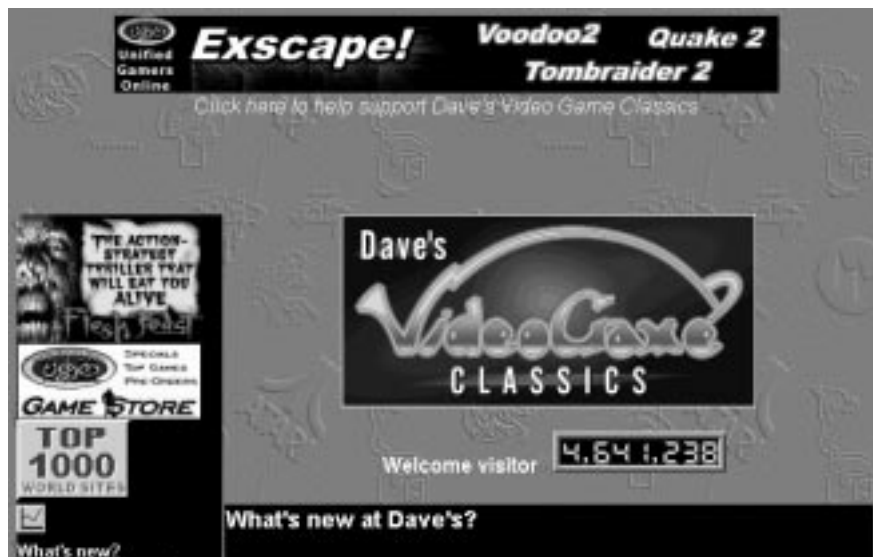 Unified
Gamers
Online
Exscape!
Voodoo2
Quake 2
Tombraider 2
Click here to help support Dave's Video Game Classics
THE ACTION-
STRATEGY
THRILLER THAT
WILL EAT YOU
ALIVE
Flesh Feast
SPECIALS
TOP GAMES
PRE-ORDERS
GAME STORE
TOP
1000
WORLD SITES
Dave's
VideoGame
CLASSICS
Welcome visitor 4,641,238
What's new at Dave's?
What's new?